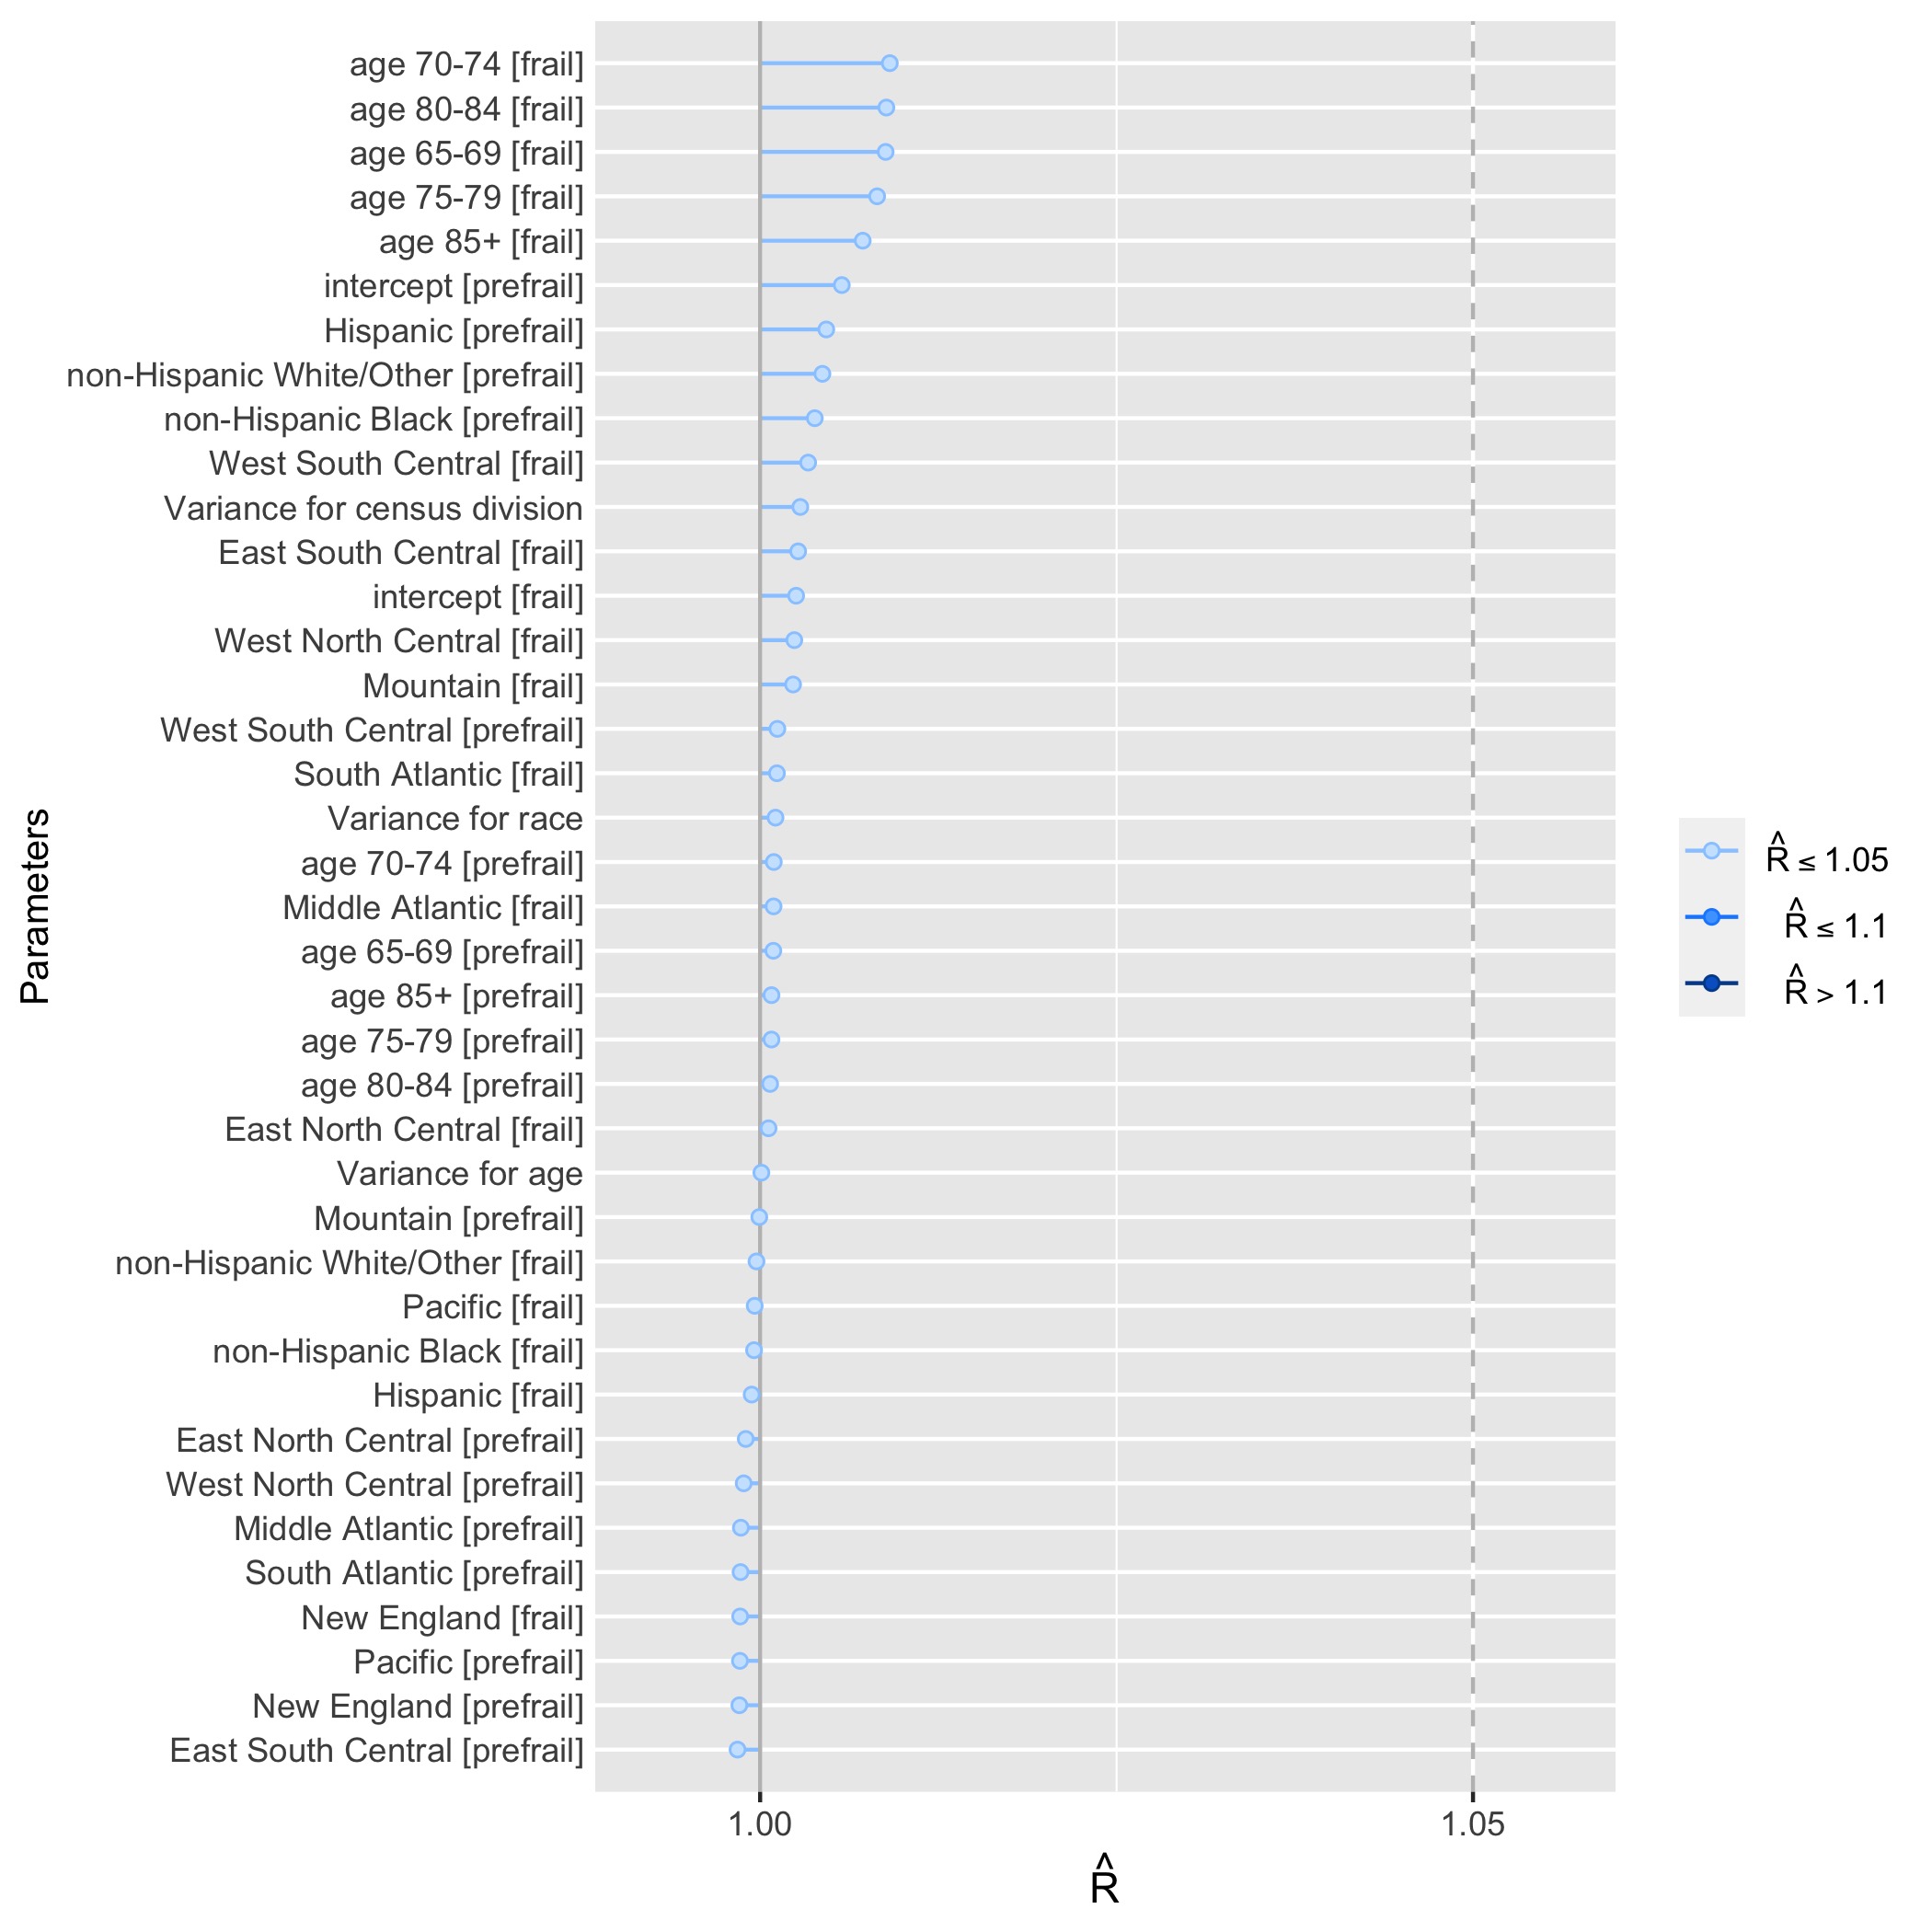 age 70-74 [frail]
age 80-84 [frail]
age 65-69 [frail]
age 75-79 [frail]
age 85+ [frail]
intercept [prefrail]
Hispanic [prefrail]
non-Hispanic White/Other [prefrail]
non-Hispanic Black [prefrail]
West South Central [frail]
Variance for census division
East South Central [frail]
intercept [frail]
West North Central [frail]
Mountain [frail]
West South Central [prefrail]
South Atlantic [frail]
Variance for race
age 70-74 [prefrail]
Middle Atlantic [frail]
age 65-69 [prefrail]
age 85+ [prefrail]
age 75-79 [prefrail]
age 80-84 [prefrail]
East North Central [frail]
Variance for age
Mountain [prefrail]
non-Hispanic White/Other [frail]
Pacific [frail]
non-Hispanic Black [frail]
Hispanic [frail]
East North Central [prefrail]
West North Central [prefrail]
Middle Atlantic [prefrail]
South Atlantic [prefrail]
New England [frail]
Pacific [prefrail]
New England [prefrail]
East South Central [prefrail]
Parameters
1.00 1.05
R̂
R̂ ≤ 1.05
R̂ ≤ 1.1
R̂ > 1.1